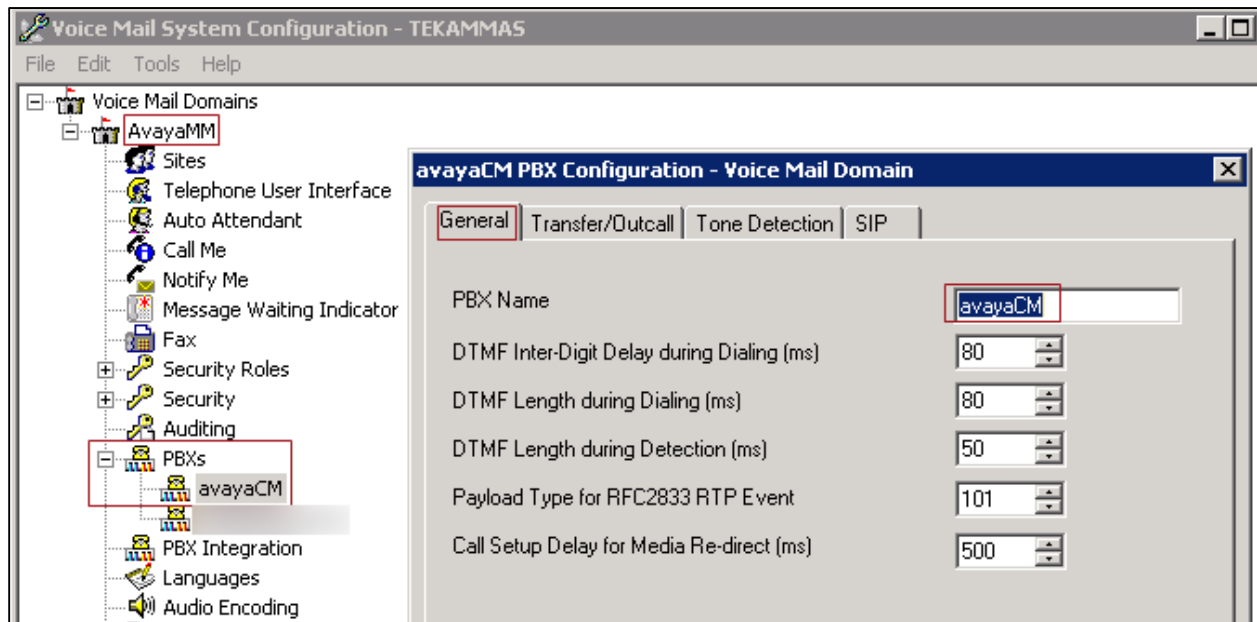 Voice Mail System Configuration - TEKAMMAS
File Edit Tools Help
Voice Mail Domains
AvayaMM
Sites
Telephone User Interface
Auto Attendant
Call Me
Notify Me
Message Waiting Indicator
Fax
Security Roles
Security
Auditing
PBXs
avayaCM
PBX Integration
Languages
Audio Encoding
avayaCM PBX Configuration - Voice Mail Domain
General Transfer/Outcall Tone Detection SIP
PBX Name avayaCM
DTMF Inter-Digit Delay during Dialing (ms) 80
DTMF Length during Dialing (ms) 80
DTMF Length during Detection (ms) 50
Payload Type for RFC2833 RTP Event 101
Call Setup Delay for Media Re-direct (ms) 500